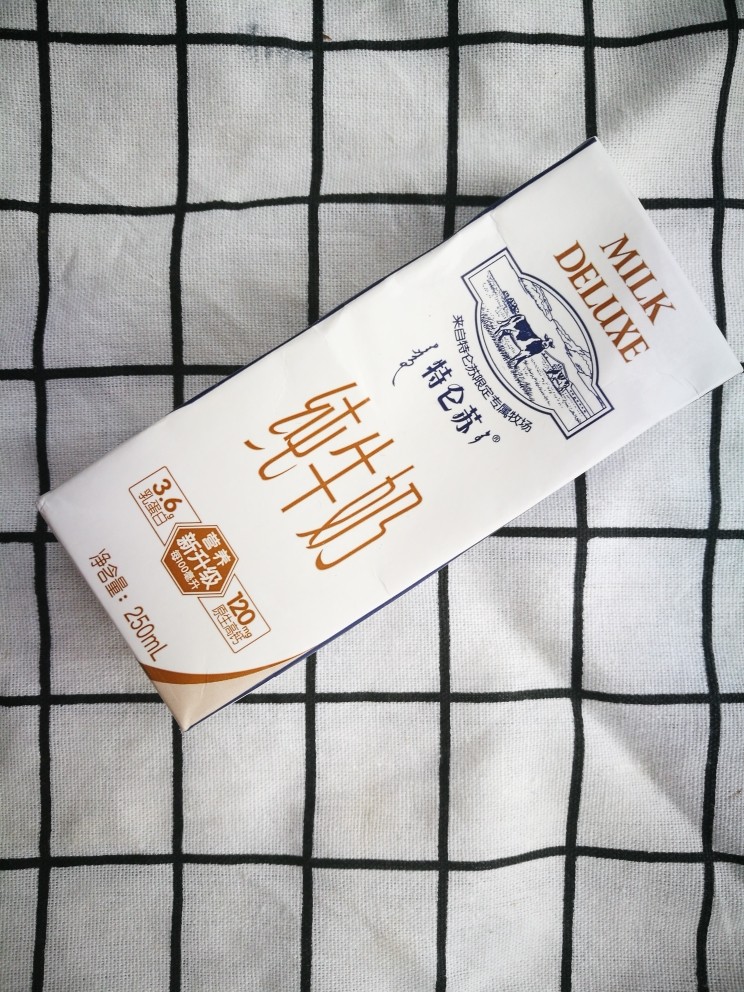 MILK
DELUXE
来自特仑苏限定专属牧场
特仑苏®
纯牛奶
3.6g
乳蛋白
营养
新升级
每100毫升
120mg
原生高钙
净含量：250mL